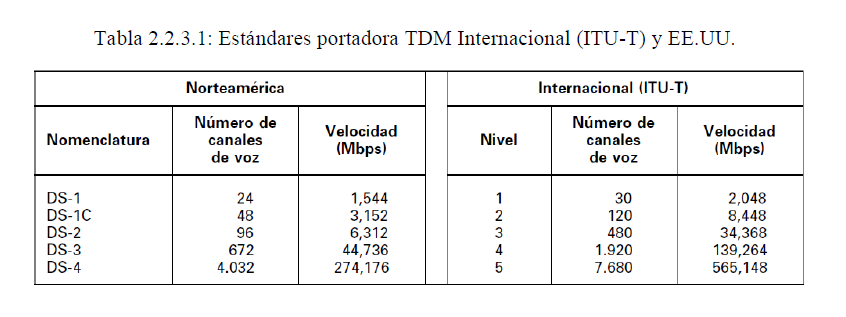 Tabla 2.2.3.1: Estándares portadora TDM Internacional (ITU-T) y EE.UU.
Norteamérica Internacional (ITU-T)
Nomenclatura Número de canales de voz Velocidad (Mbps) Nivel Número de canales de voz Velocidad (Mbps)
DS-1 24 1,544 1 30 2,048
DS-1C 48 3,152 2 120 8,448
DS-2 96 6,312 3 480 34,368
DS-3 672 44,736 4 1.920 139,264
DS-4 4.032 274,176 5 7.680 565,148